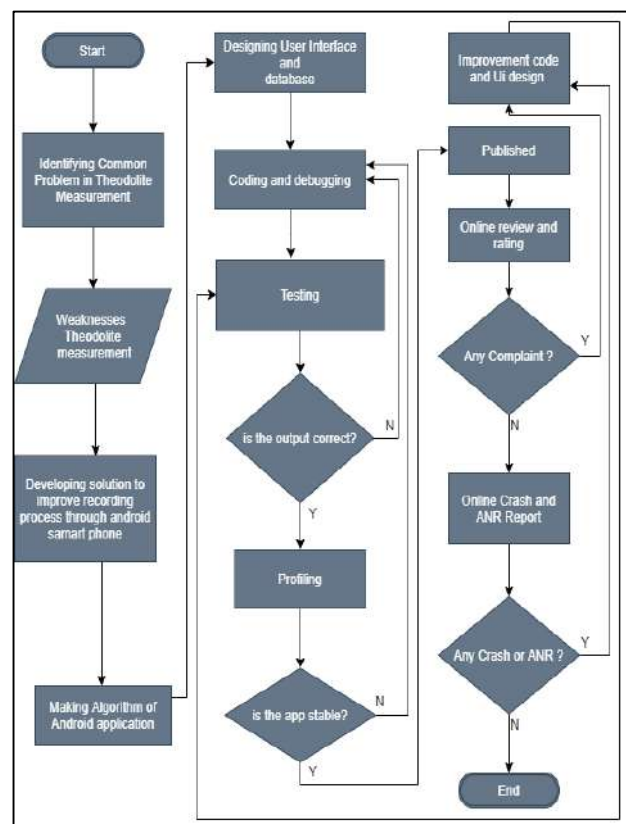 Start
Identifying Common
Problem in Theodolite
Measurement
Weaknesses
Theodolite
measurement
Developing solution to
improve recording
process through android
samart phone
Making Algorithm of
Android application
Designing User Interface
and
database
Coding and debugging
Testing
is the output correct?
N
Y
Profiling
is the app stable?
N
Y
Improvement code
and Ui design
Published
Online review and
rating
Any Complaint ?
Y
N
Online Crash and
ANR Report
Any Crash or ANR ?
Y
N
End